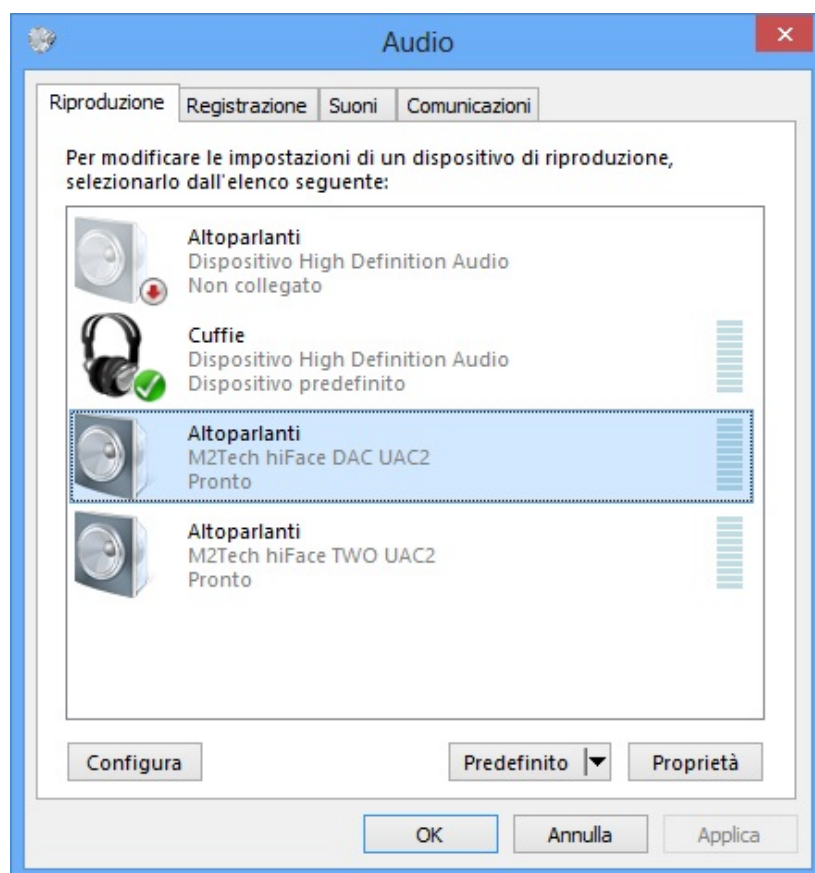 Audio
Riproduzione Registrazione Suoni Comunicazioni
Per modificare le impostazioni di un dispositivo di riproduzione,
selezionarlo dall'elenco seguente:
Altoparlanti
Dispositivo High Definition Audio
Non collegato
Cuffie
Dispositivo High Definition Audio
Dispositivo predefinito
Altoparlanti
M2Tech hiFace DAC UAC2
Pronto
Altoparlanti
M2Tech hiFace TWO UAC2
Pronto
Configura Predefinito Proprietà
OK Annulla Applica